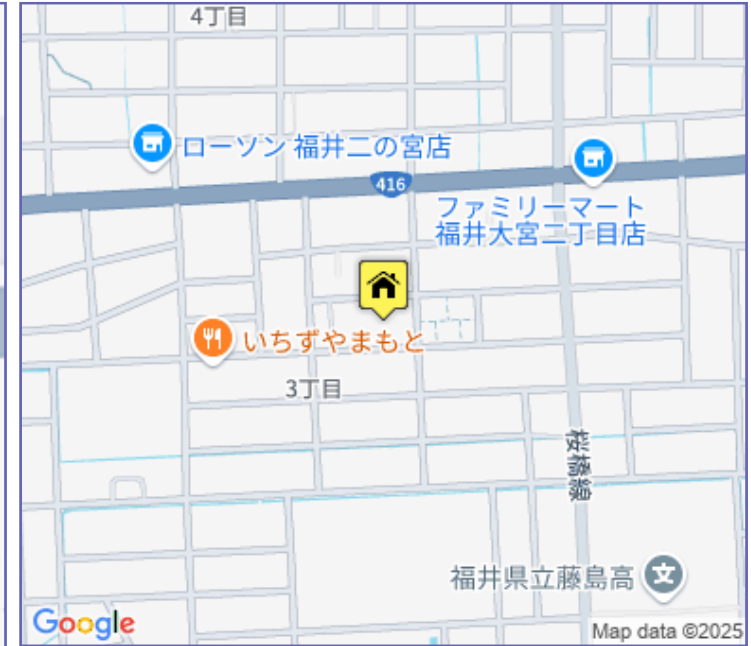 4丁目
ローソン 福井二の宮店
416
ファミリーマート
福井大宮二丁目店
いちずやまもと
3丁目
桜橋線
福井県立藤島高
文
Google
Map data ©2025